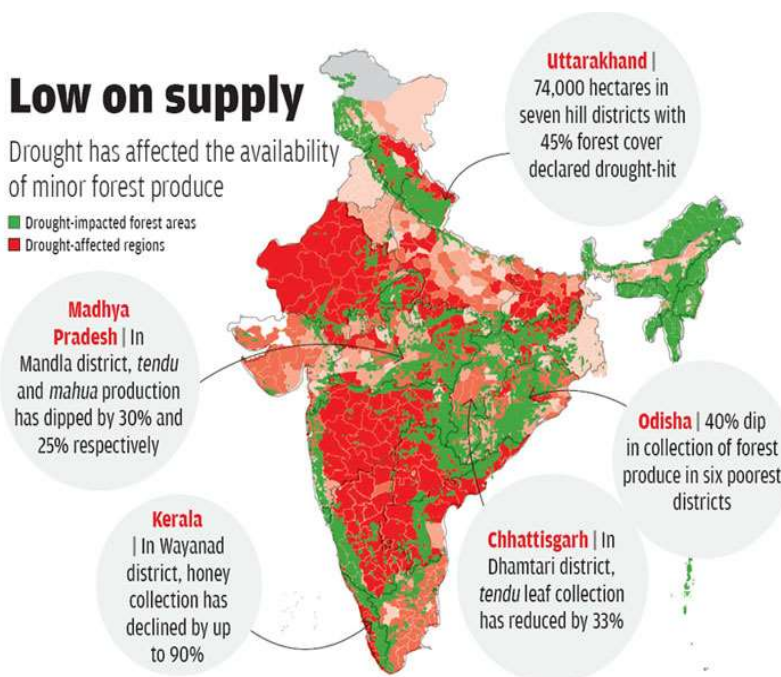 Low on supply
Drought has affected the availability
of minor forest produce
Drought-impacted forest areas
Drought-affected regions
Uttarakhand |
74,000 hectares in
seven hill districts with
45% forest cover
declared drought-hit
Madhya
Pradesh | In
Mandla district, tendu
and mahua production
has dipped by 30% and
25% respectively
Odisha | 40% dip
in collection of forest
produce in six poorest
districts
Kerala
| In Wayanad
district, honey
collection has
declined by up
to 90%
Chhattisgarh | In
Dhamtari district,
tendu leaf collection
has reduced by 33%